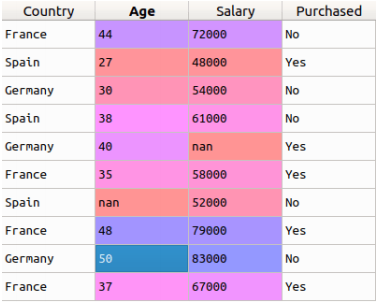 Country Age Salary Purchased
France 44 72000 No
Spain 27 48000 Yes
Germany 30 54000 No
Spain 38 61000 No
Germany 40 nan Yes
France 35 58000 Yes
Spain nan 52000 No
France 48 79000 Yes
Germany 50 83000 No
France 37 67000 Yes